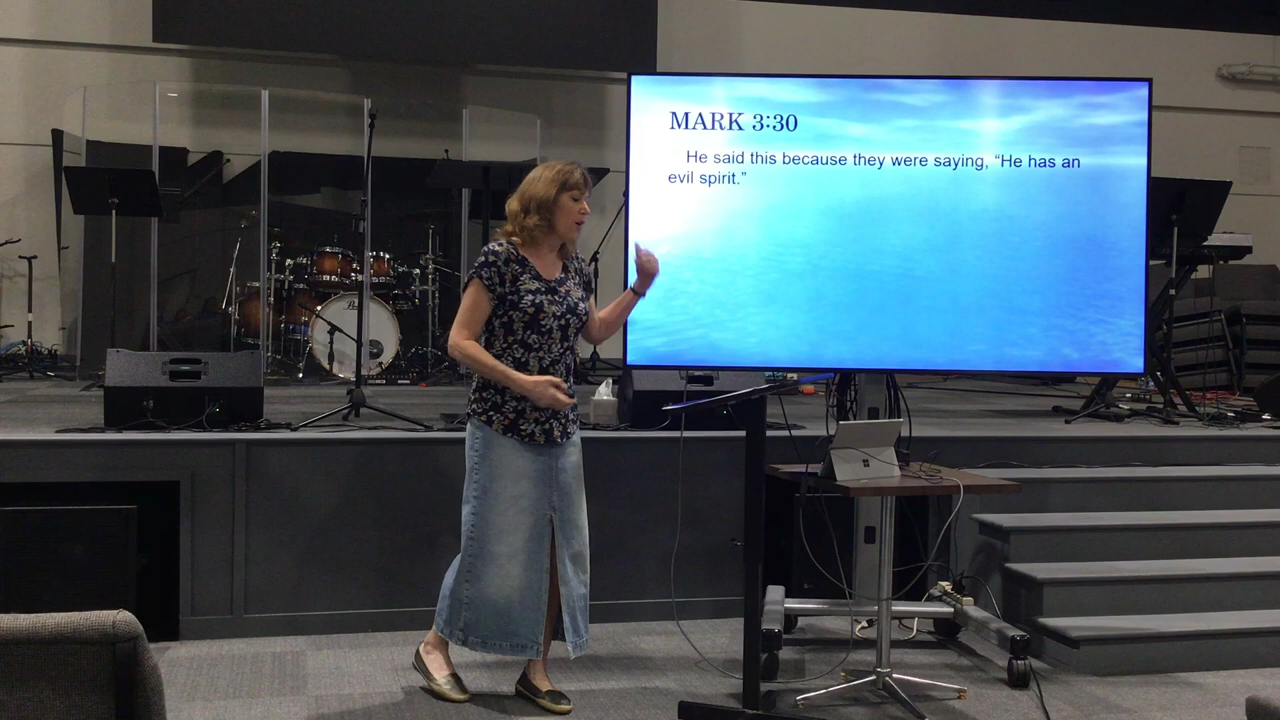 MARK 3:30
He said this because they were saying, “He has an
evil spirit.”